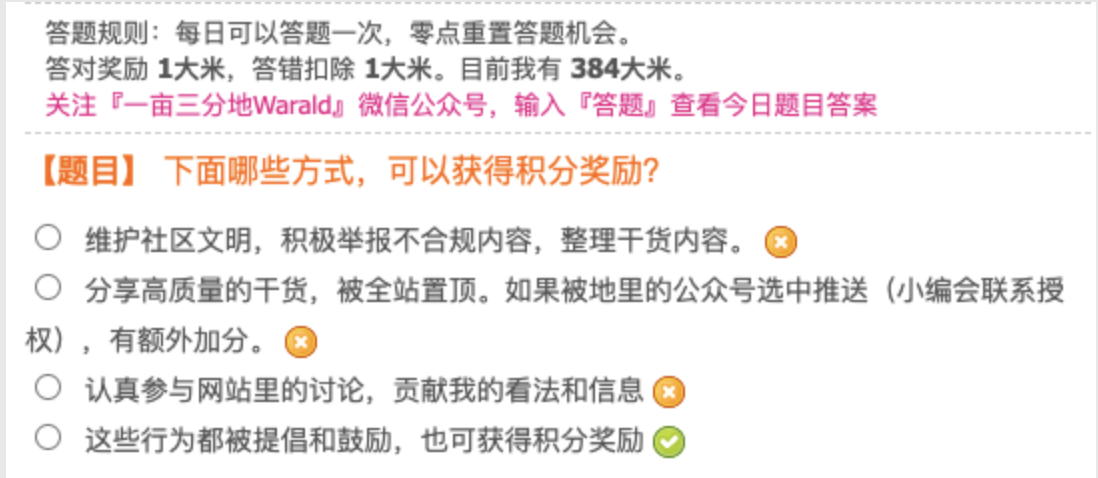 答题规则：每日可以答题一次，零点重置答题机会。
答对奖励 1大米，答错扣除 1大米。目前我有 384大米。
关注『一亩三分地Warald』微信公众号，输入『答题』查看今日题目答案
【题目】 下面哪些方式，可以获得积分奖励？
维护社区文明，积极举报不合规内容，整理干货内容。
分享高质量的干货，被全站置顶。如果被地里的公众号选中推送（小编会联系授
权），有额外加分。
认真参与网站里的讨论，贡献我的看法和信息
这些行为都被提倡和鼓励，也可获得积分奖励